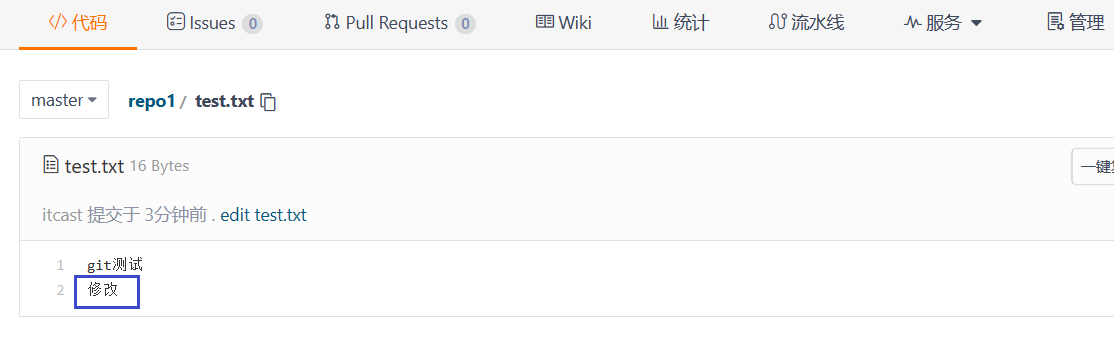 代码 Issues 0 Pull Requests 0 Wiki 统计 流水线 服务 管理
master repo1 / test.txt
test.txt 16 Bytes 一键
itcast 提交于 3分钟前 . edit test.txt
1 git测试
2 修改